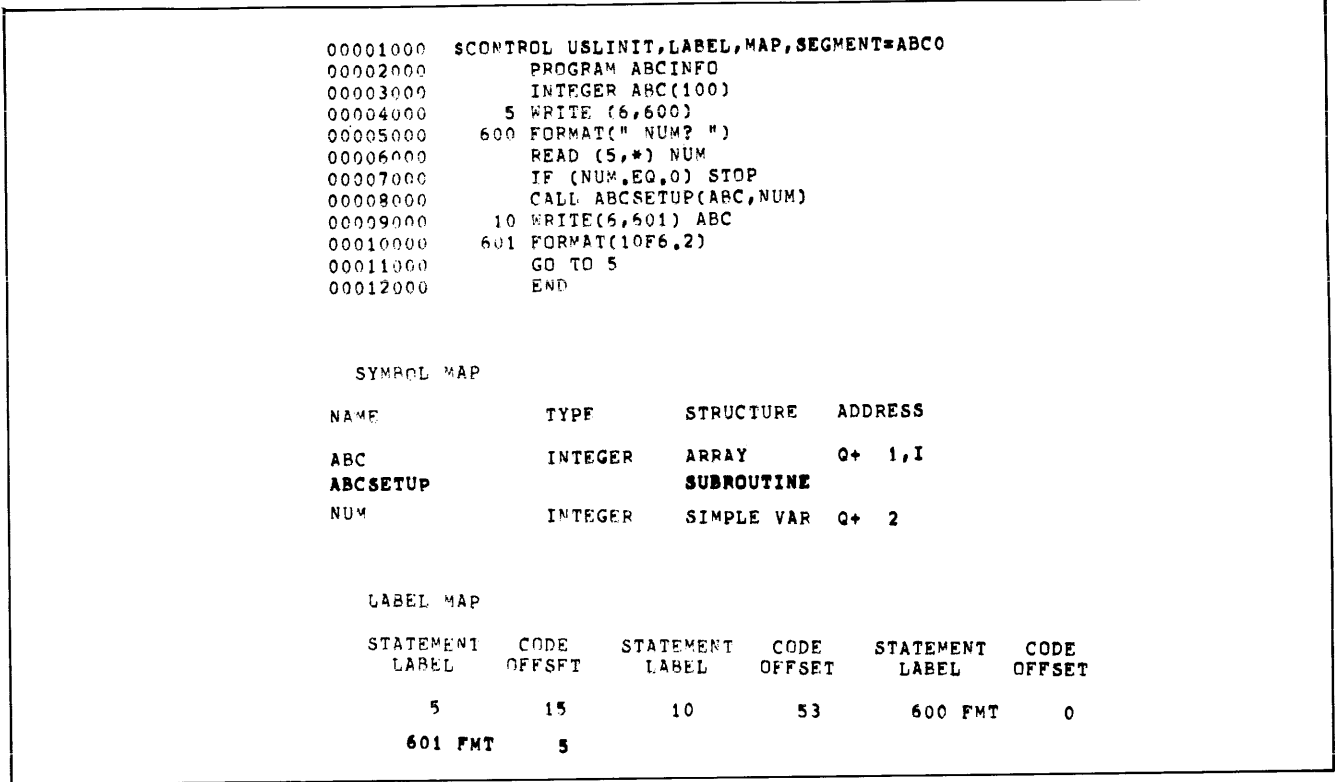 00001000 $CONTROL USLINIT,LABEL,MAP,SEGMENT=ABC0
00002000 PROGRAM ABCINFO
00003000 INTEGER ABC(100)
00004000 5 WRITE (6,600)
00005000 600 FORMAT(" NUM? ")
00006000 READ (5,*) NUM
00007000 IF (NUM.EQ.0) STOP
00008000 CALL ABCSETUP(ABC,NUM)
00009000 10 WRITE(6,601) ABC
00010000 601 FORMAT(10F6.2)
00011000 GO TO 5
00012000 END
SYMBOL MAP
NAME TYPE STRUCTURE ADDRESS
ABC INTEGER ARRAY Q+ 1,I
ABCSETUP SUBROUTINE
NUM INTEGER SIMPLE VAR Q+ 2
LABEL MAP
STATEMENT CODE STATEMENT CODE STATEMENT CODE
LABEL OFFSET LABEL OFFSET LABEL OFFSET
5 15 10 53 600 FMT 0
601 FMT 5